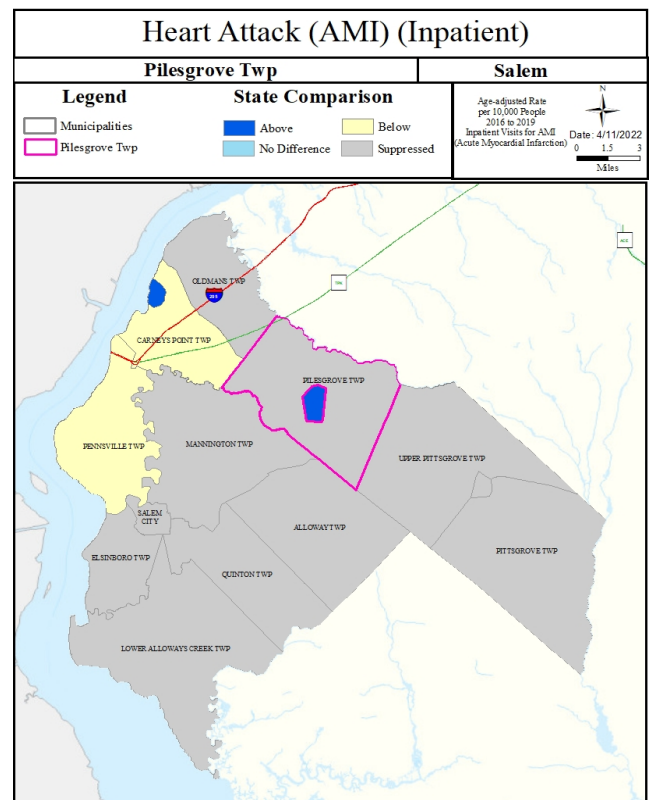 Heart Attack (AMI) (Inpatient)
Pilesgrove Twp
Salem
Legend
Municipalities
Pilesgrove Twp
State Comparison
Above
Below
No Difference
Suppressed
Age-adjusted Rate
per 10,000 People
2016 to 2019
Inpatient Visits for AMI
(Acute Myocardial Infarction)
N
Date: 4/11/2022
0 1.5 3
Miles
OLDMANS TWP
295
ACE
CARNEYS POINT TWP
PILESGROVE TWP
PENNSVILLE TWP
MANNINGTON TWP
UPPER PITTSGROVE TWP
SALEM
CITY
ALLOWAY TWP
PITTSGROVE TWP
ELSINBORO TWP
QUINTON TWP
LOWER ALLOWAYS CREEK TWP